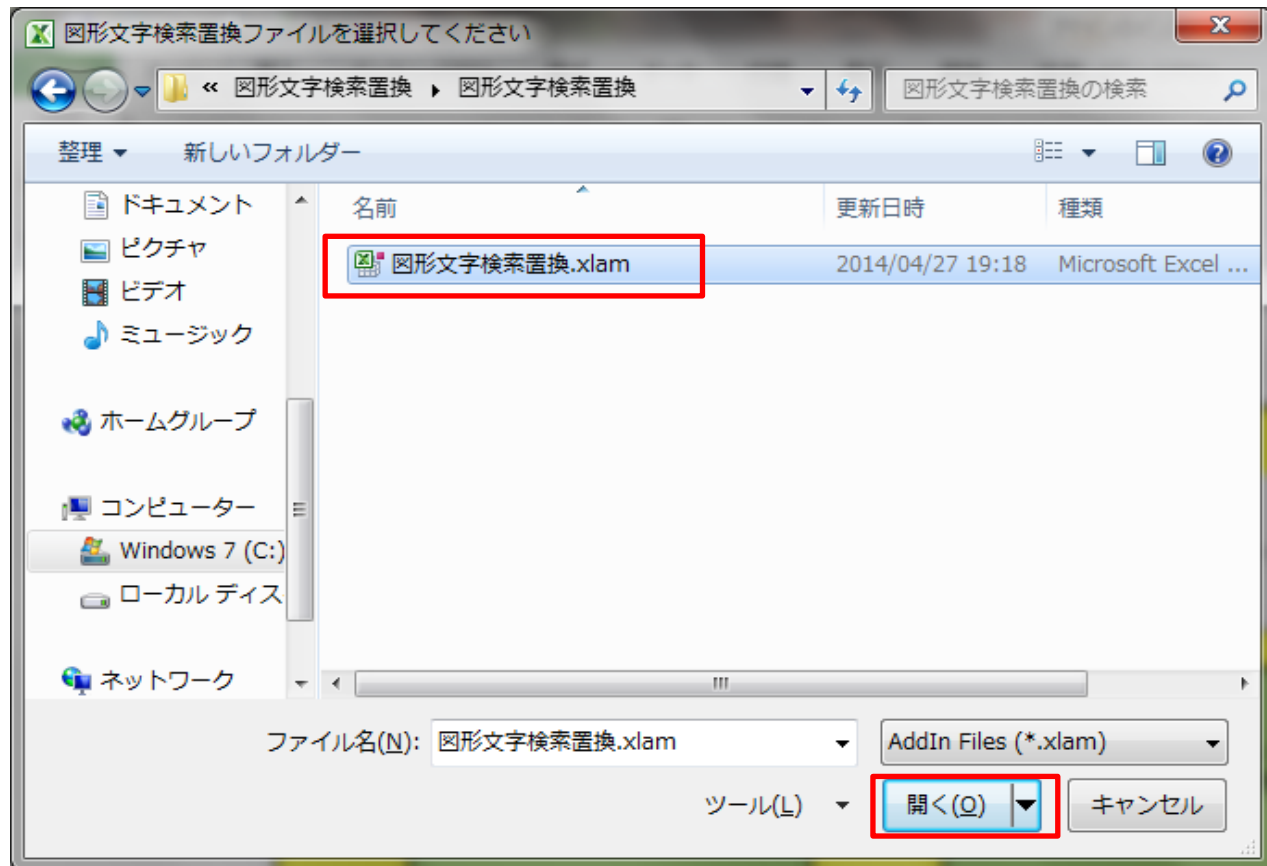 図形文字検索置換ファイルを選択してください
« 図形文字検索置換 ▸ 図形文字検索置換
図形文字検索置換の検索
整理 新しいフォルダー
名前 更新日時 種類
図形文字検索置換.xlam 2014/04/27 19:18 Microsoft Excel ...
ドキュメント
ピクチャ
ビデオ
ミュージック
ホームグループ
コンピューター
Windows 7 (C:)
ローカル ディス
ネットワーク
ファイル名(N): 図形文字検索置換.xlam AddIn Files (*.xlam)
ツール(L) 開く(O) キャンセル